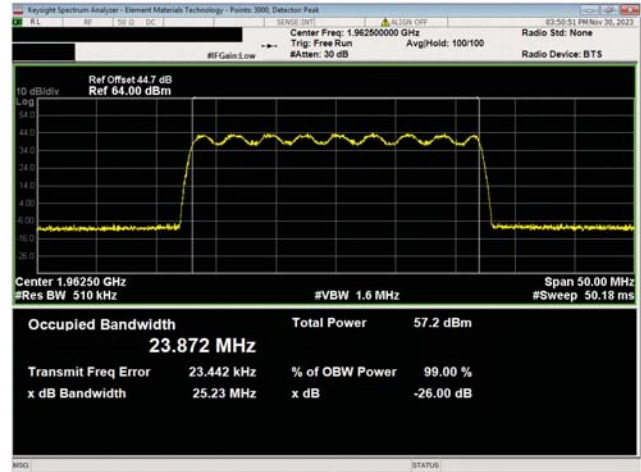 Keysight Spectrum Analyzer - Element Materials Technology - Points: 3000, Detector: Peak
RL RF 50 Ω DC SENSE:INT ALIGN OFF 03:50:51 PM Nov 30, 2023
Center Freq: 1.962500000 GHz Radio Std: None
Trig: Free Run Avg|Hold: 100/100
#IFGain:Low #Atten: 30 dB Radio Device: BTS
Ref Offset 44.7 dB
10 dB/div Ref 64.00 dBm
Log
54.0
44.0
34.0
24.0
14.0
4.00
-6.00
-16.0
-26.0
Center 1.96250 GHz Span 50.00 MHz
#Res BW 510 kHz #VBW 1.6 MHz #Sweep 50.18 ms
Occupied Bandwidth Total Power 57.2 dBm
23.872 MHz
Transmit Freq Error 23.442 kHz % of OBW Power 99.00 %
x dB Bandwidth 25.23 MHz x dB -26.00 dB
MSG STATUS